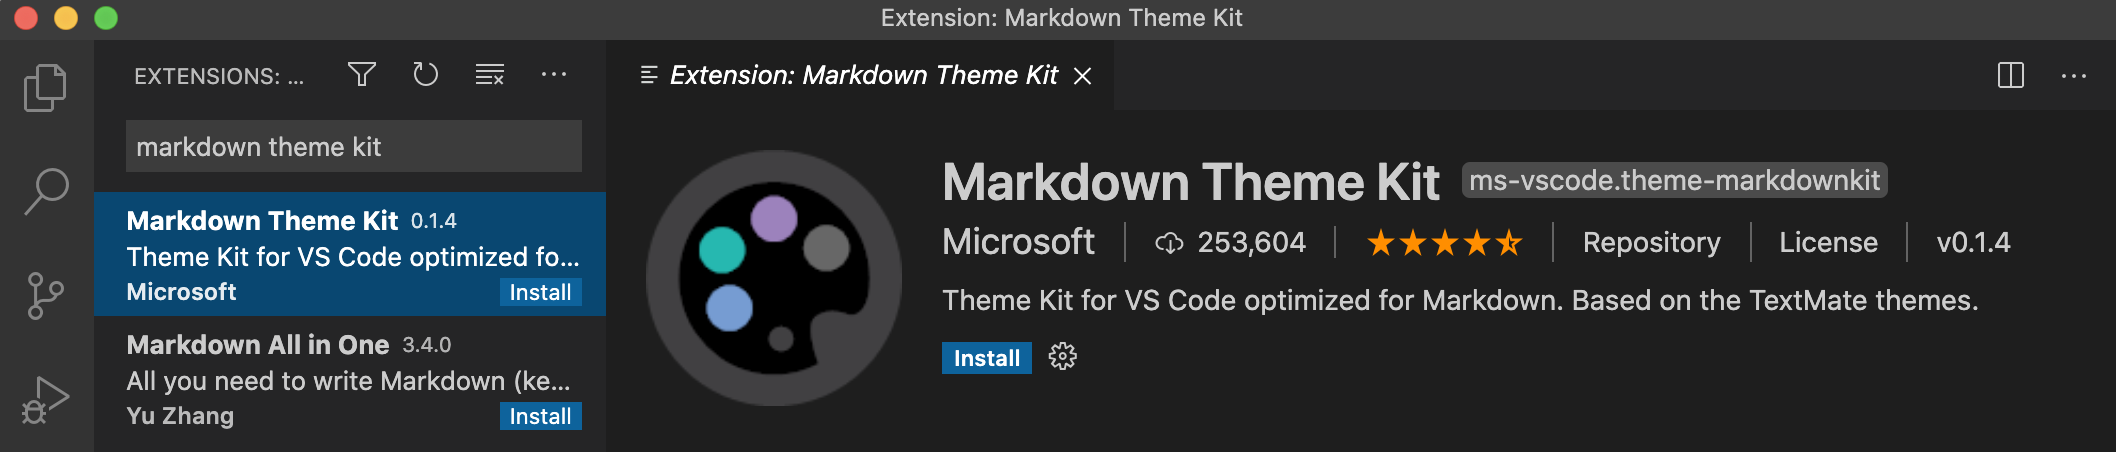 Extension: Markdown Theme Kit
EXTENSIONS: ...
Extension: Markdown Theme Kit
markdown theme kit
Markdown Theme Kit 0.1.4
Theme Kit for VS Code optimized fo...
Microsoft Install
Markdown All in One 3.4.0
All you need to write Markdown (ke...
Yu Zhang Install
Markdown Theme Kit ms-vscode.theme-markdownkit
Microsoft 253,604 Repository License v0.1.4
Theme Kit for VS Code optimized for Markdown. Based on the TextMate themes.
Install